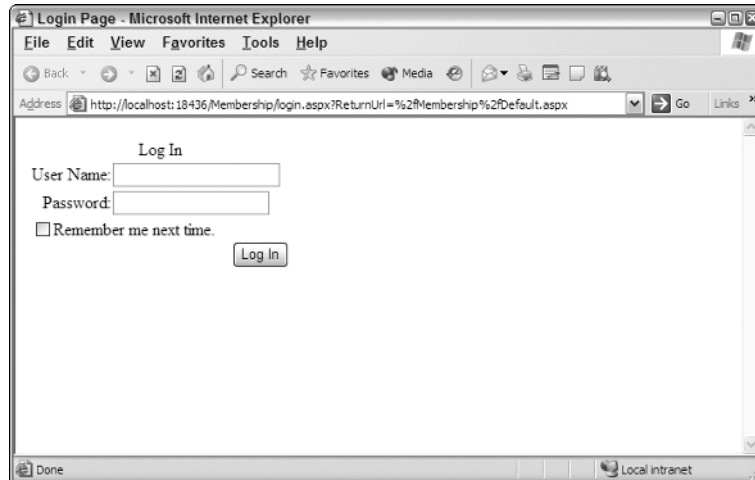 Login Page - Microsoft Internet Explorer
File Edit View Favorites Tools Help
Back Search Favorites Media
Address http://localhost:18436/Membership/login.aspx?ReturnUrl=%2fMembership%2fDefault.aspx Go Links »
Log In
User Name:
Password:
Remember me next time.
Log In
Done Local intranet